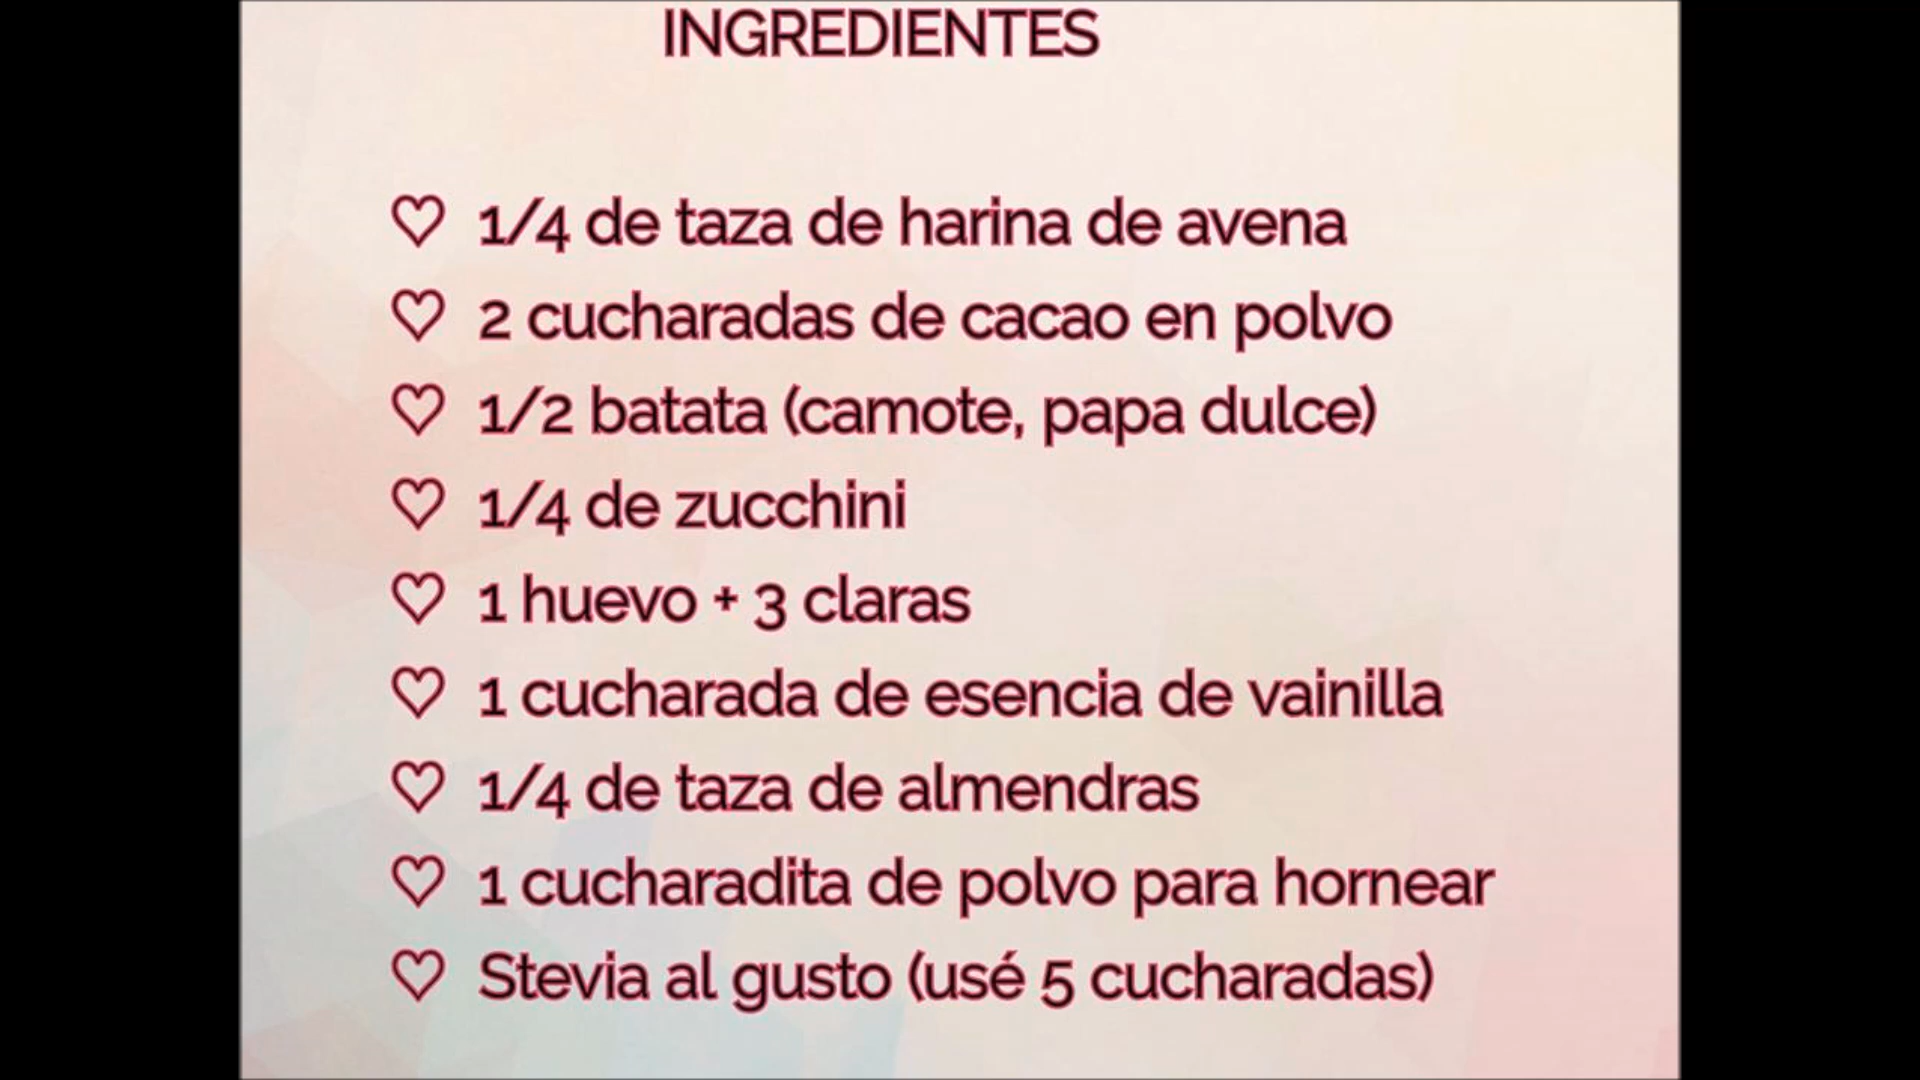 INGREDIENTES
♡ 1/4 de taza de harina de avena
♡ 2 cucharadas de cacao en polvo
♡ 1/2 batata (camote, papa dulce)
♡ 1/4 de zucchini
♡ 1 huevo + 3 claras
♡ 1 cucharada de esencia de vainilla
♡ 1/4 de taza de almendras
♡ 1 cucharadita de polvo para hornear
♡ Stevia al gusto (usé 5 cucharadas)